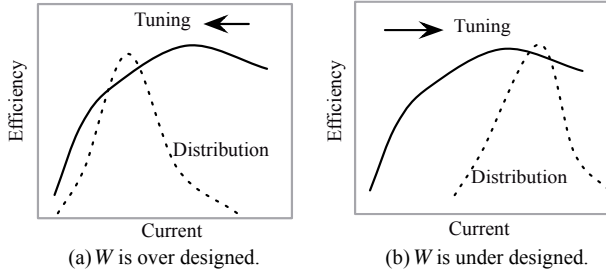 Tuning
Efficiency
Distribution
Current
(a) W is over designed.
Tuning
Efficiency
Distribution
Current
(b) W is under designed.